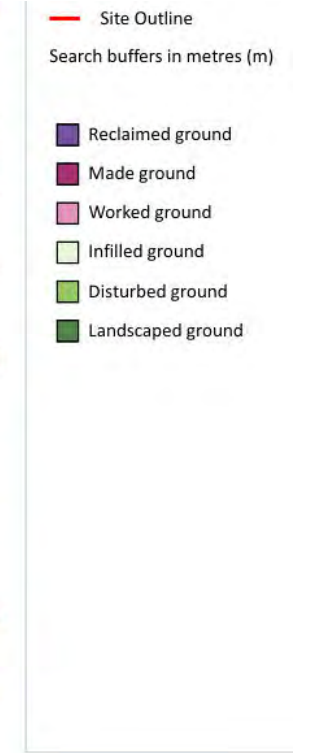 Site Outline
Search buffers in metres (m)
Reclaimed ground
Made ground
Worked ground
Infilled ground
Disturbed ground
Landscaped ground